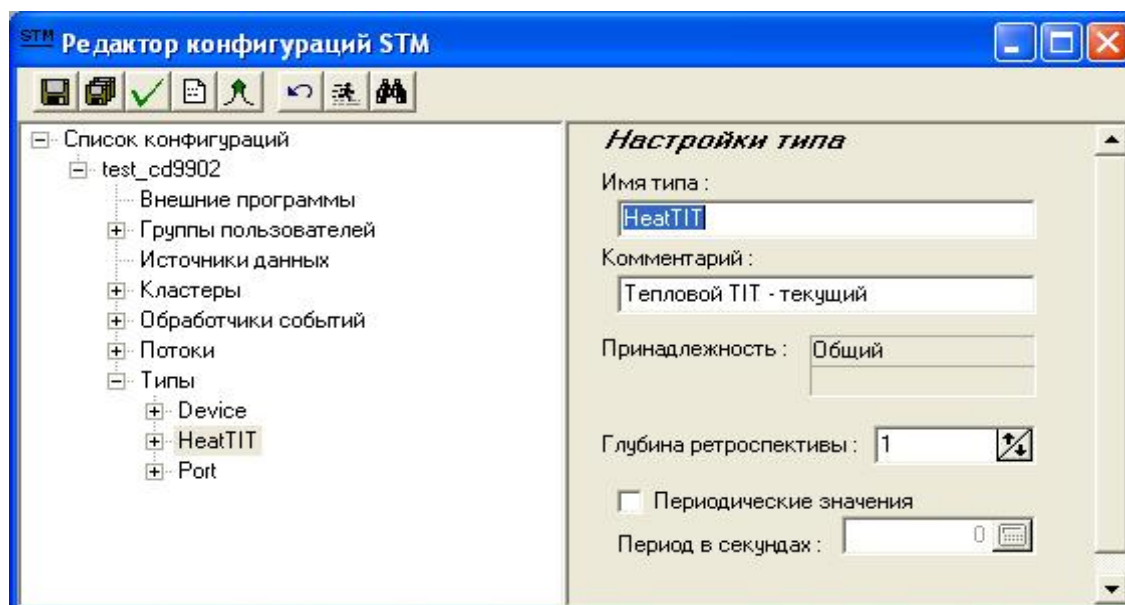 STM Редактор конфигураций STM
Список конфигураций
test_cd9902
Внешние программы
Группы пользователей
Источники данных
Кластеры
Обработчики событий
Потоки
Типы
Device
HeatTIT
Port
Настройки типа
Имя типа :
HeatTIT
Комментарий :
Тепловой TIT - текущий
Принадлежность : Общий
Глубина ретроспективы : 1
Периодические значения
Период в секундах : 0